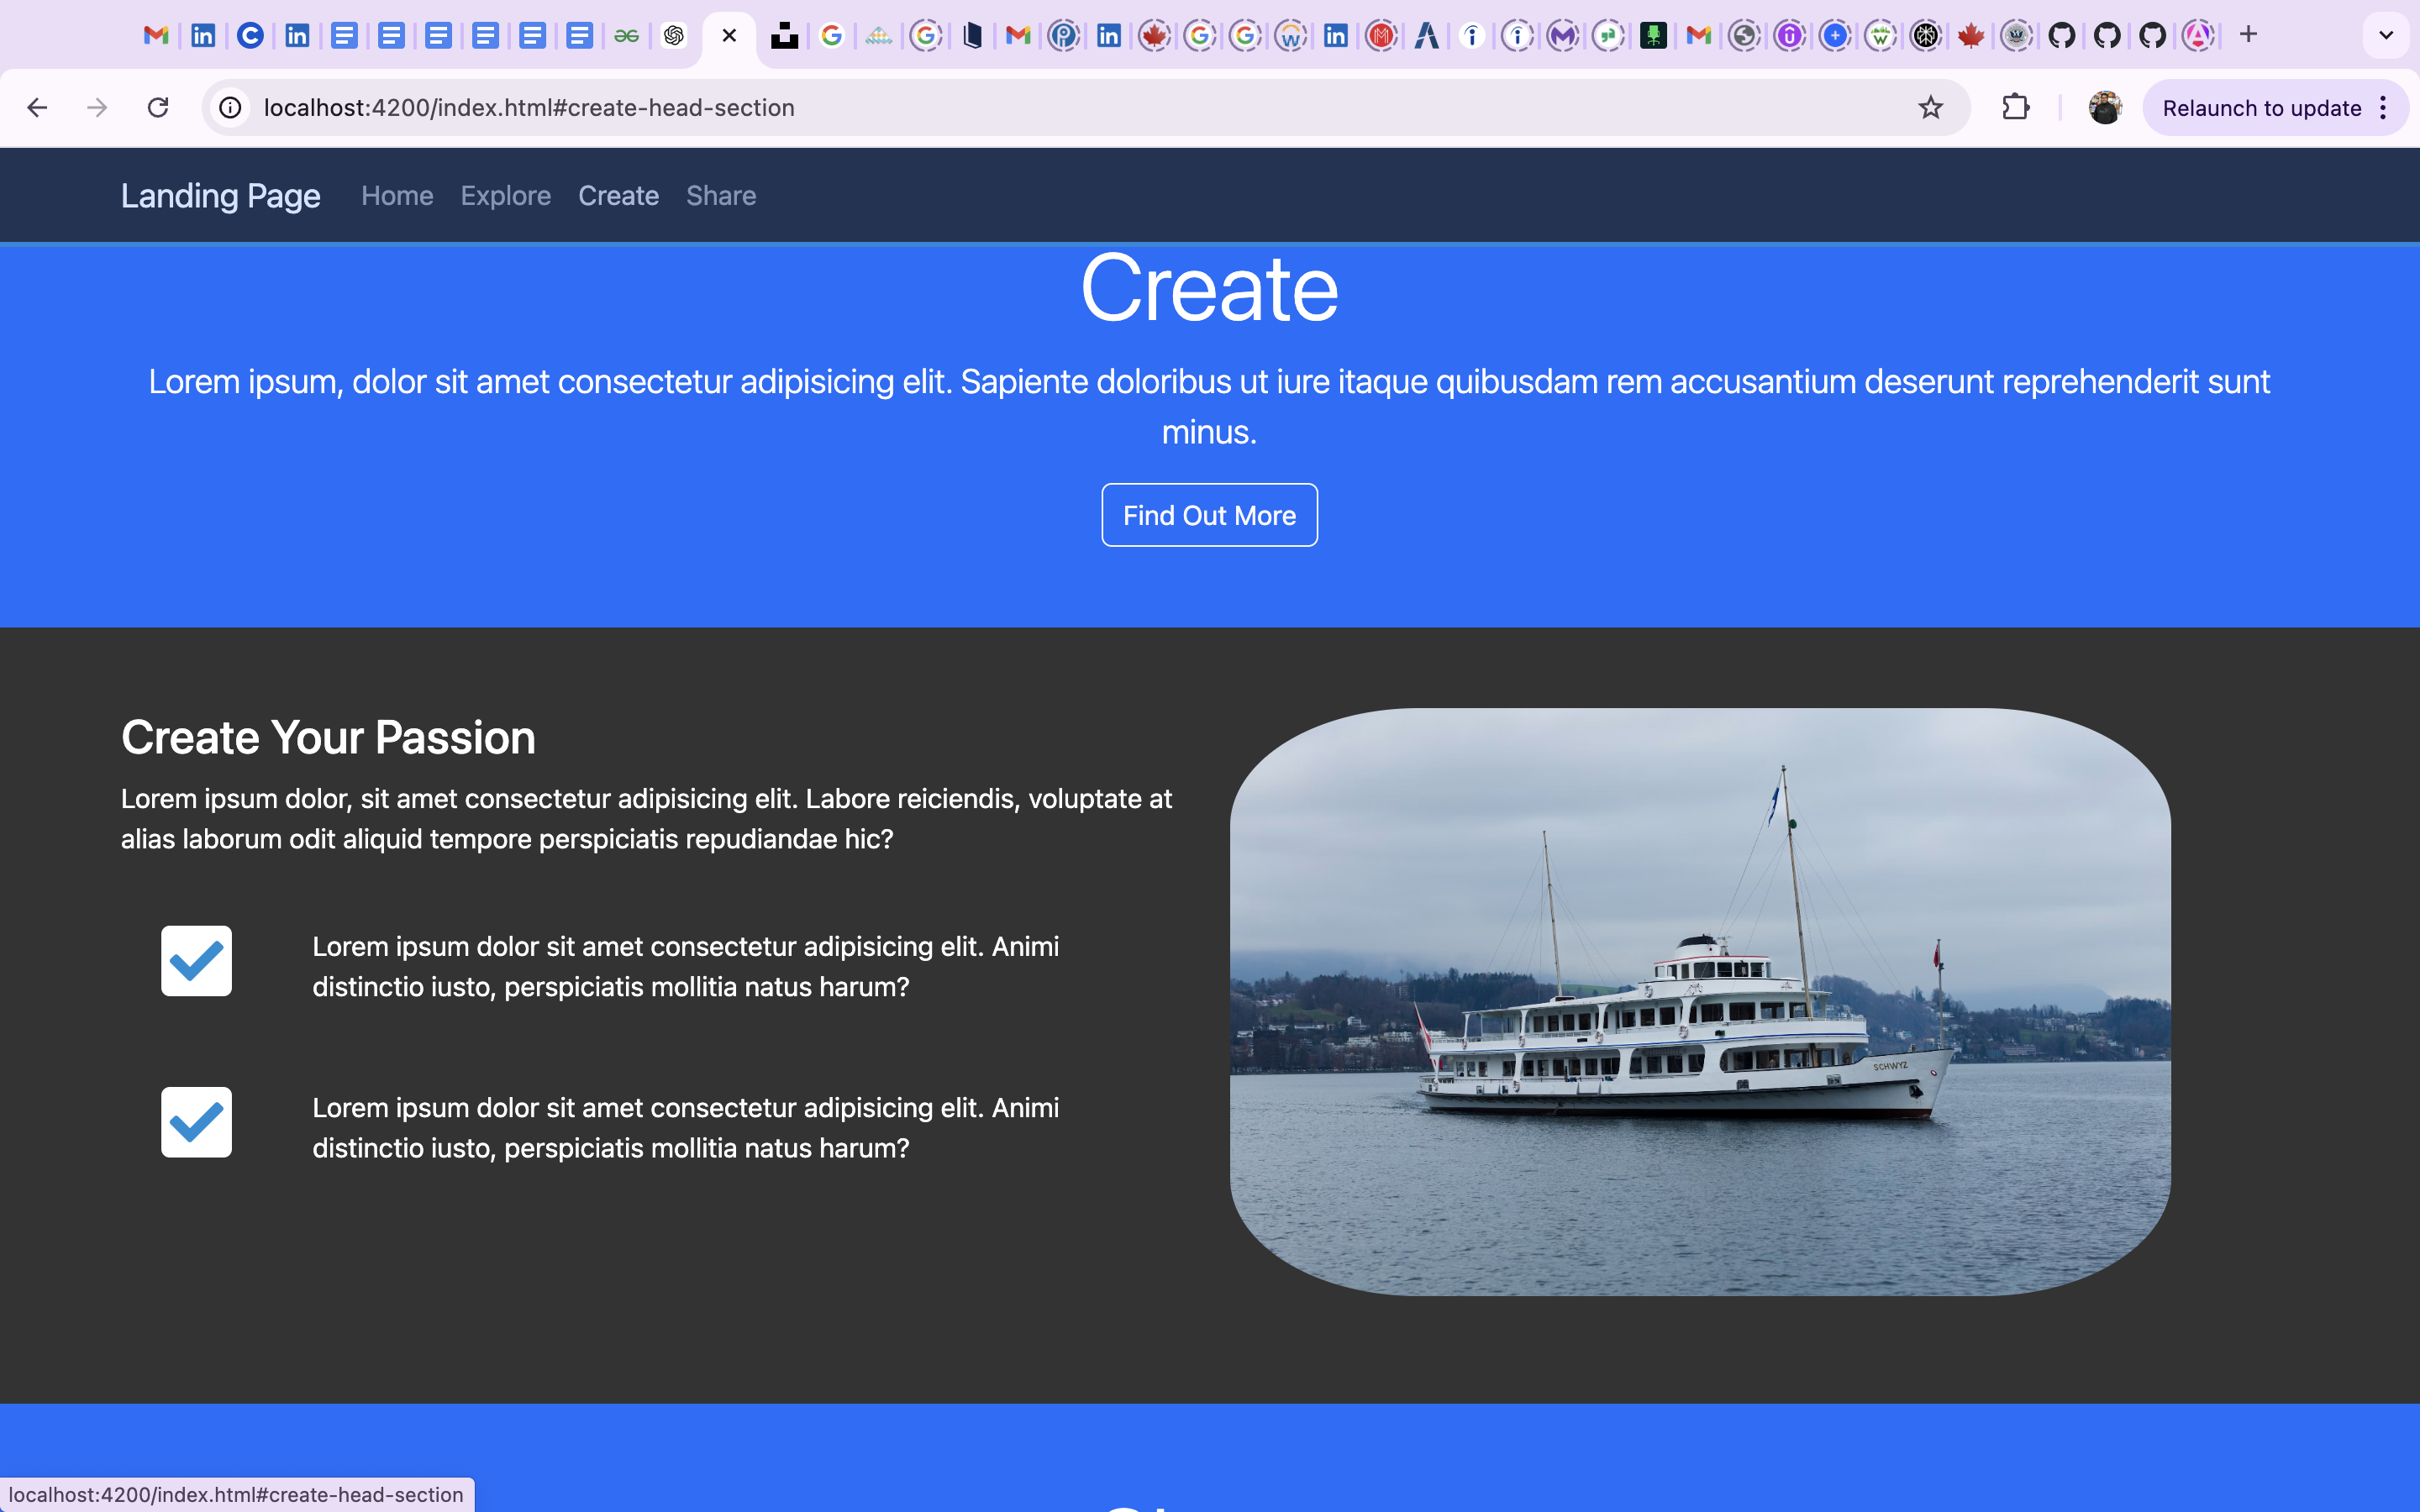 localhost:4200/index.html#create-head-section
Relaunch to update
Landing Page Home Explore Create Share
Create
Lorem ipsum, dolor sit amet consectetur adipisicing elit. Sapiente doloribus ut iure itaque quibusdam rem accusantium deserunt reprehenderit sunt
minus.
Find Out More
Create Your Passion
Lorem ipsum dolor, sit amet consectetur adipisicing elit. Labore reiciendis, voluptate at
alias laborum odit aliquid tempore perspiciatis repudiandae hic?
Lorem ipsum dolor sit amet consectetur adipisicing elit. Animi
distinctio iusto, perspiciatis mollitia natus harum?
Lorem ipsum dolor sit amet consectetur adipisicing elit. Animi
distinctio iusto, perspiciatis mollitia natus harum?
SCHWYZ
localhost:4200/index.html#create-head-section